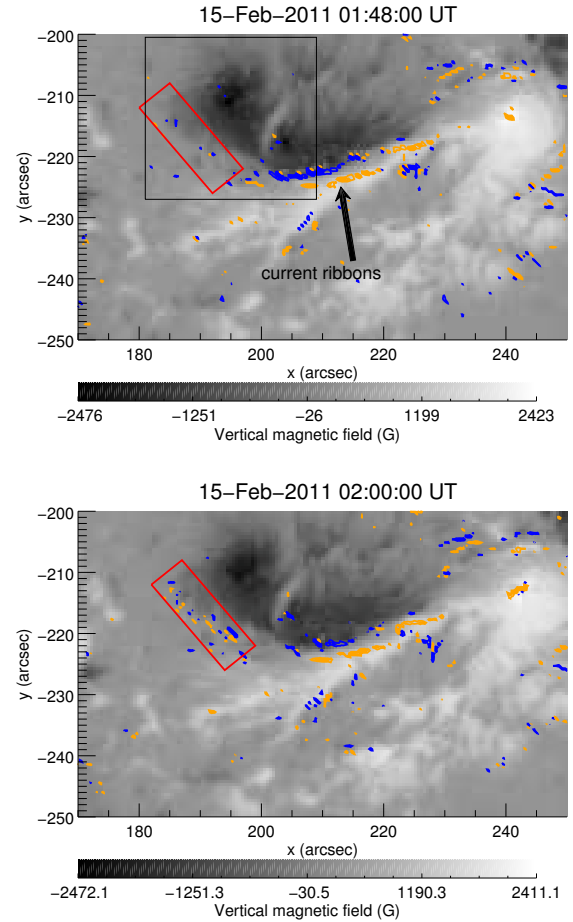 15−Feb−2011 01:48:00 UT
−200
−210
−220
−230
−240
−250
y (arcsec)
current ribbons
180 200 220 240
x (arcsec)
−2476 −1251 −26 1199 2423
Vertical magnetic field (G)
15−Feb−2011 02:00:00 UT
−200
−210
−220
−230
−240
−250
y (arcsec)
180 200 220 240
x (arcsec)
−2472.1 −1251.3 −30.5 1190.3 2411.1
Vertical magnetic field (G)